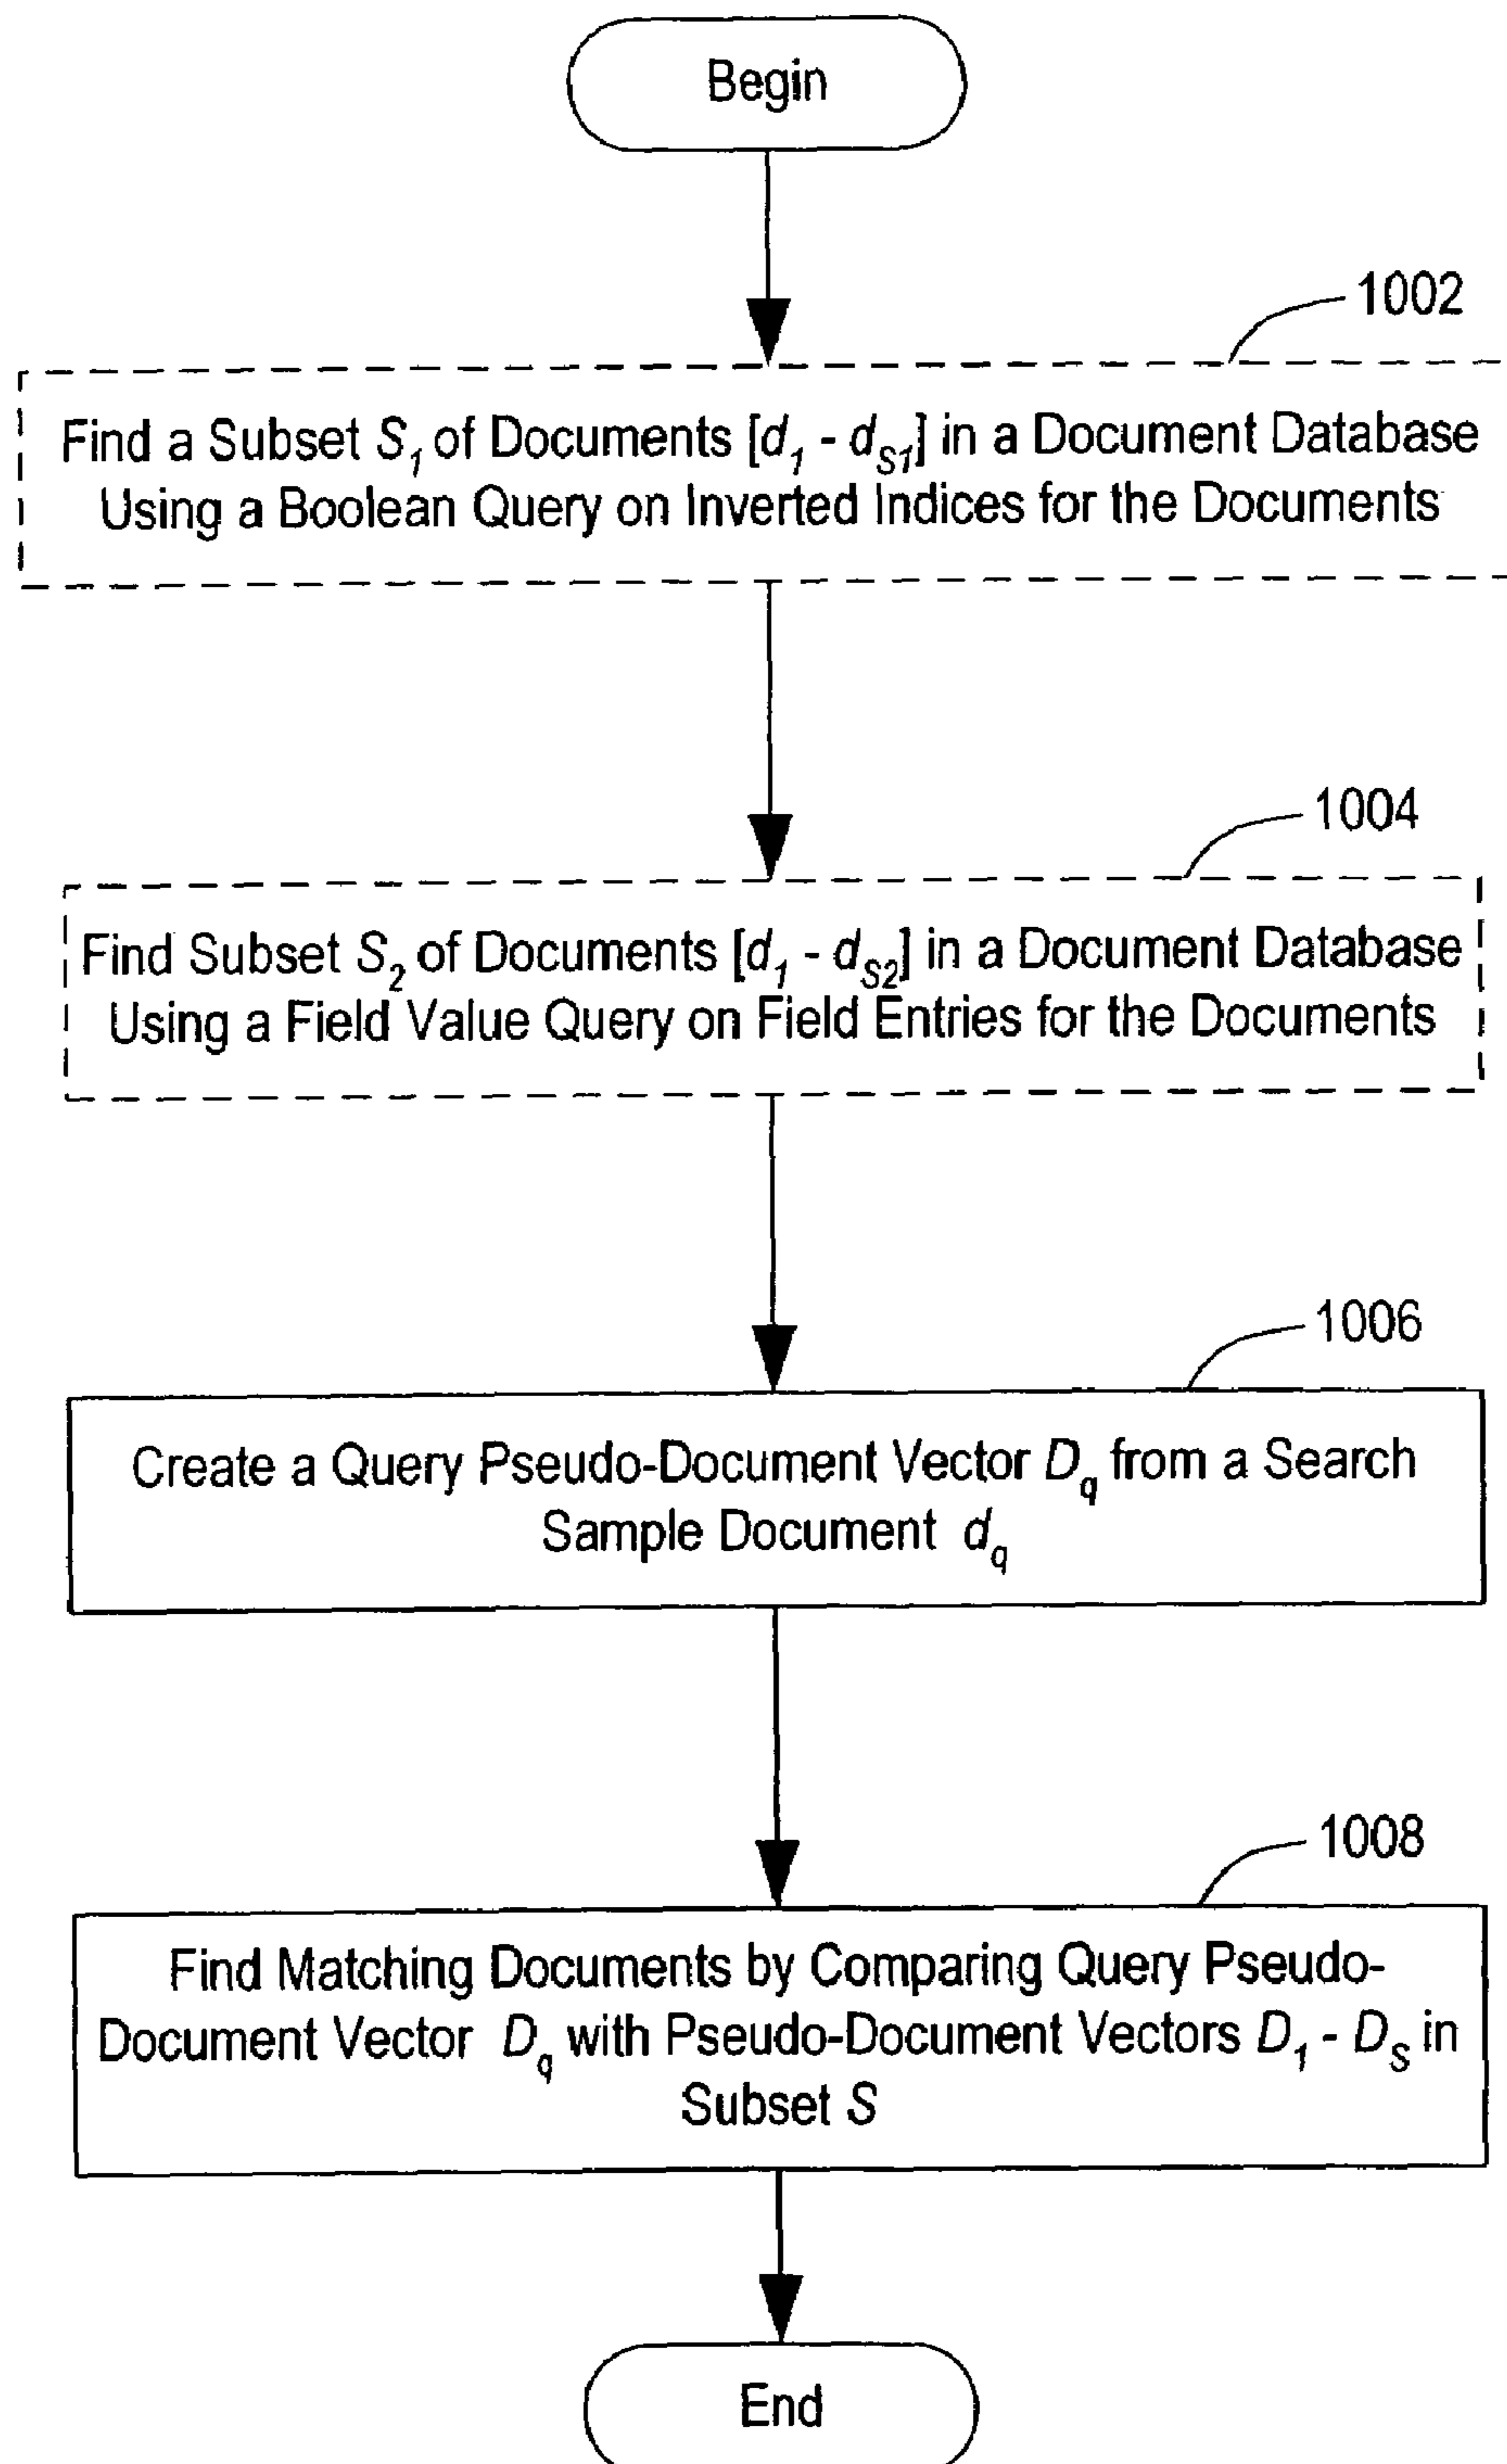 Begin
1002
Find a Subset S1 of Documents [d1 - dS1] in a Document Database
Using a Boolean Query on Inverted Indices for the Documents
1004
Find Subset S2 of Documents [d1 - dS2] in a Document Database
Using a Field Value Query on Field Entries for the Documents
1006
Create a Query Pseudo-Document Vector Dq from a Search
Sample Document dq
1008
Find Matching Documents by Comparing Query Pseudo-
Document Vector Dq with Pseudo-Document Vectors D1 - DS in
Subset S
End